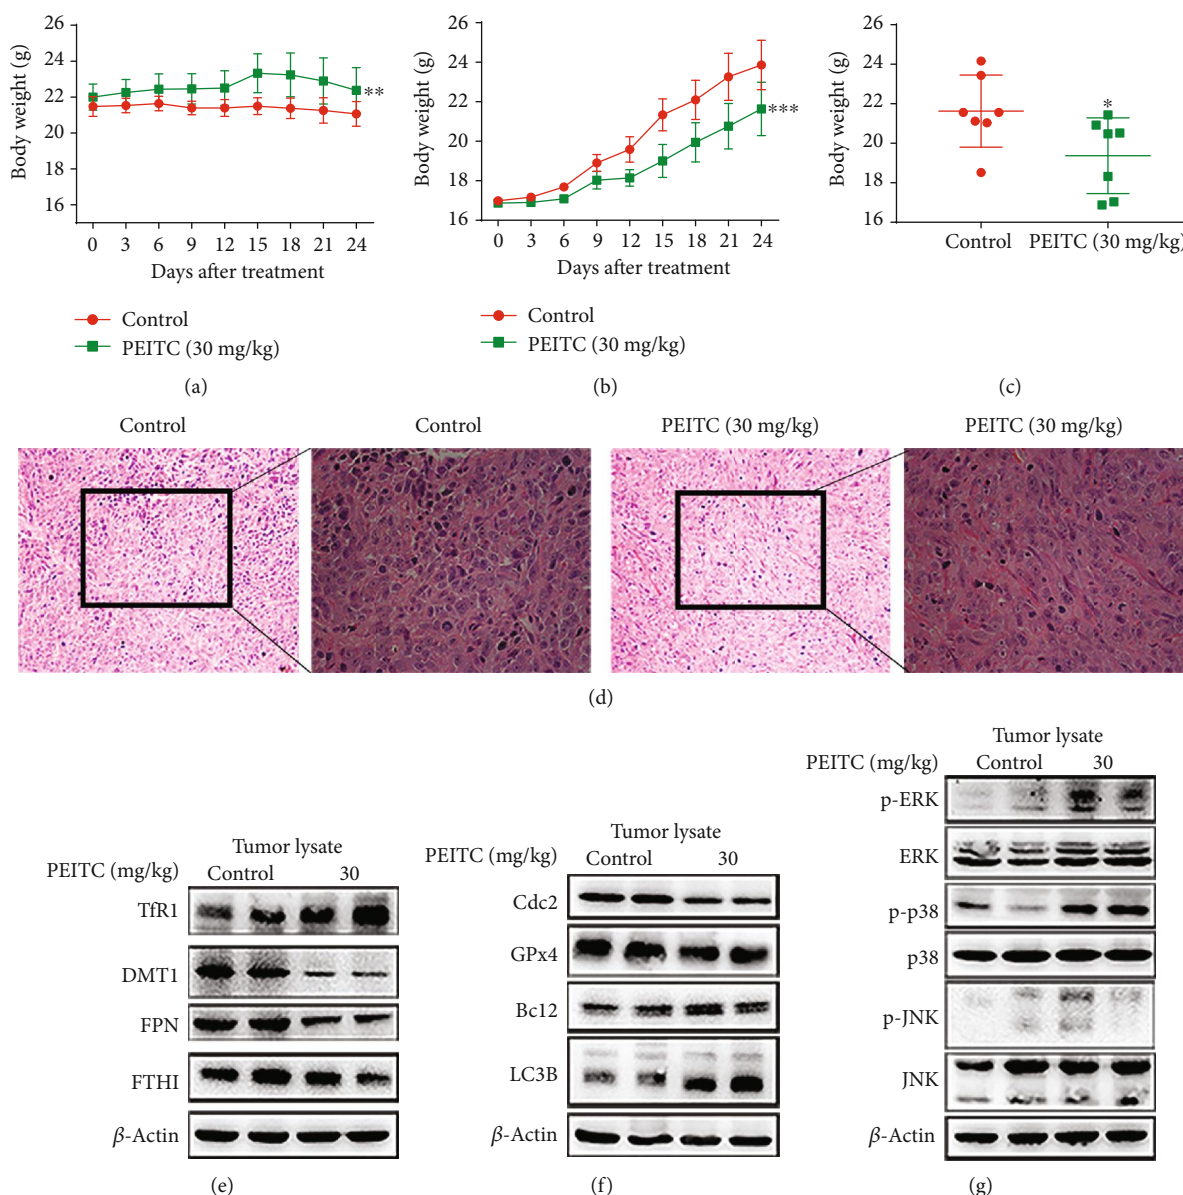 Body weight (g)
26
24
22
20
18
16
**
0 3 6 9 12 15 18 21 24
Days after treatment
Control
PEITC (30 mg/kg)
(a)
Body weight (g)
26
24
22
20
18
16
***
0 3 6 9 12 15 18 21 24
Days after treatment
Control
PEITC (30 mg/kg)
(b)
Body weight (g)
26
24
22
20
18
16
*
Control PEITC (30 mg/kg)
(c)
Control Control PEITC (30 mg/kg) PEITC (30 mg/kg)
(d)
Tumor lysate
PEITC (mg/kg) Control 30
TfR1
DMT1
FPN
FTHI
β-Actin
(e)
Tumor lysate
PEITC (mg/kg) Control 30
Cdc2
GPx4
Bc12
LC3B
β-Actin
(f)
Tumor lysate
PEITC (mg/kg) Control 30
p-ERK
ERK
p-p38
p38
p-JNK
JNK
β-Actin
(g)